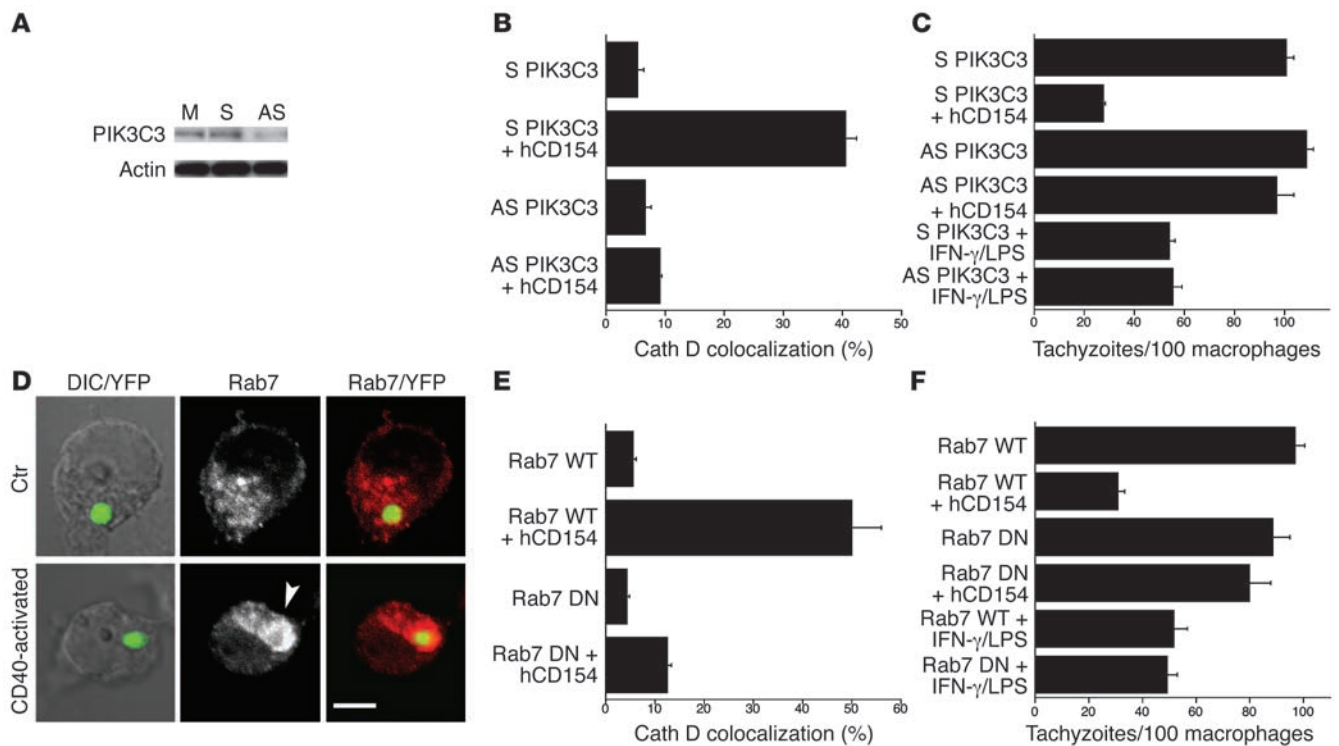 A
M S AS
PIK3C3
Actin
B
S PIK3C3
S PIK3C3
+ hCD154
AS PIK3C3
AS PIK3C3
+ hCD154
0 10 20 30 40 50
Cath D colocalization (%)
C
S PIK3C3
S PIK3C3
+ hCD154
AS PIK3C3
AS PIK3C3
+ hCD154
S PIK3C3 +
IFN-γ/LPS
AS PIK3C3 +
IFN-γ/LPS
0 20 40 60 80 100
Tachyzoites/100 macrophages
D
DIC/YFP Rab7 Rab7/YFP
Ctr
CD40-activated
E
Rab7 WT
Rab7 WT
+ hCD154
Rab7 DN
Rab7 DN +
hCD154
0 10 20 30 40 50 60
Cath D colocalization (%)
F
Rab7 WT
Rab7 WT
+ hCD154
Rab7 DN
Rab7 DN
+ hCD154
Rab7 WT +
IFN-γ/LPS
Rab7 DN +
IFN-γ/LPS
0 20 40 60 80 100
Tachyzoites/100 macrophages